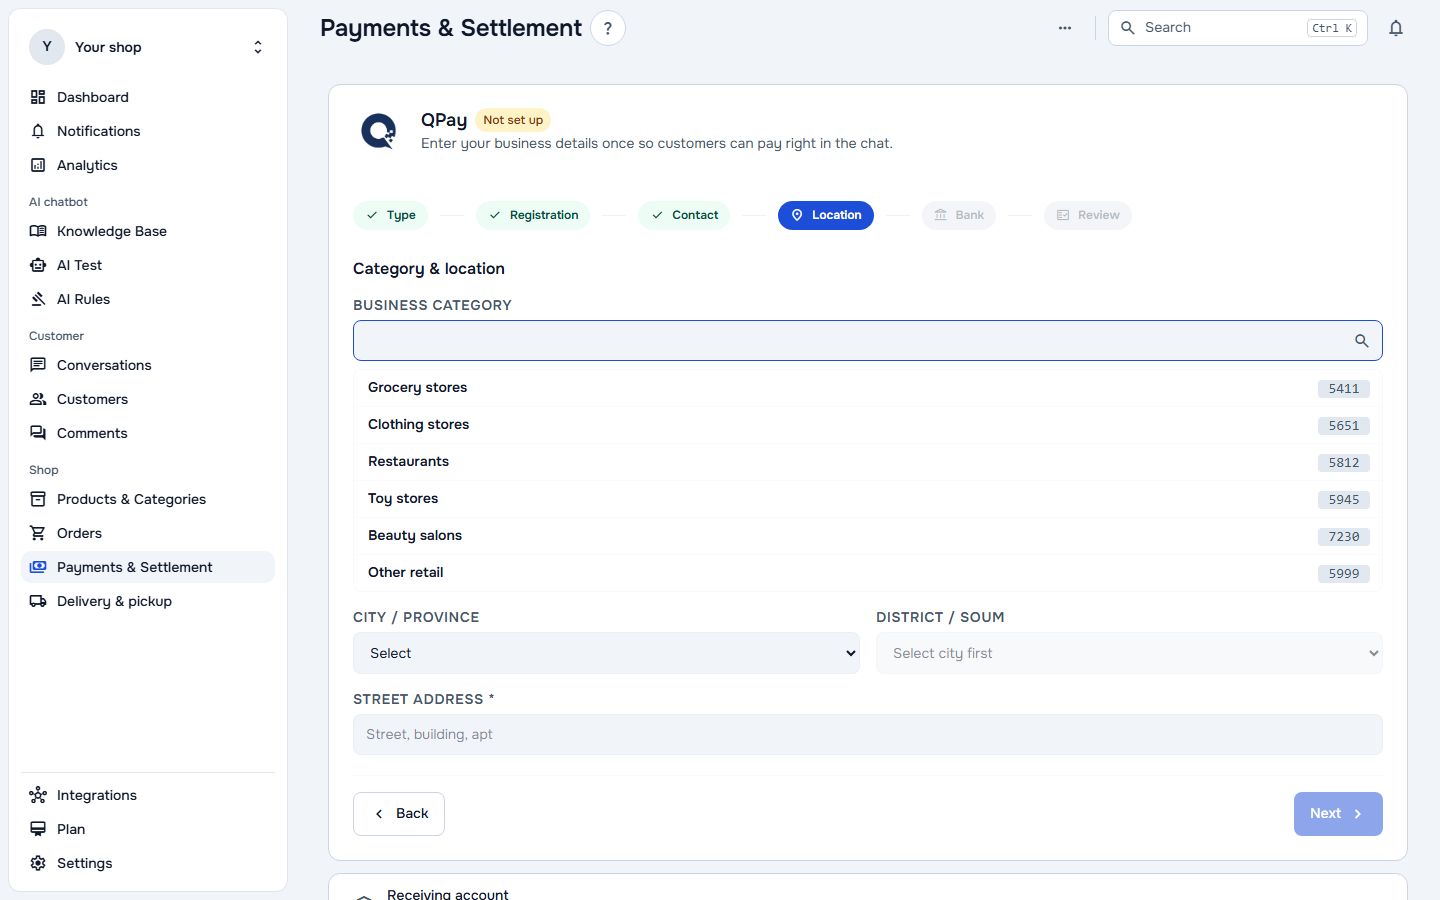 Y
Your shop
Dashboard
Notifications
Analytics
AI chatbot
Knowledge Base
AI Test
AI Rules
Customer
Conversations
Customers
Comments
Shop
Products & Categories
Orders
Payments & Settlement
Delivery & pickup
Integrations
Plan
Settings
Payments & Settlement ?
Search Ctrl K
QPay Not set up
Enter your business details once so customers can pay right in the chat.
Type Registration Contact Location Bank Review
Category & location
BUSINESS CATEGORY
Grocery stores 5411
Clothing stores 5651
Restaurants 5812
Toy stores 5945
Beauty salons 7230
Other retail 5999
CITY / PROVINCE DISTRICT / SOUM
Select Select city first
STREET ADDRESS *
Street, building, apt
Back Next
Receiving account